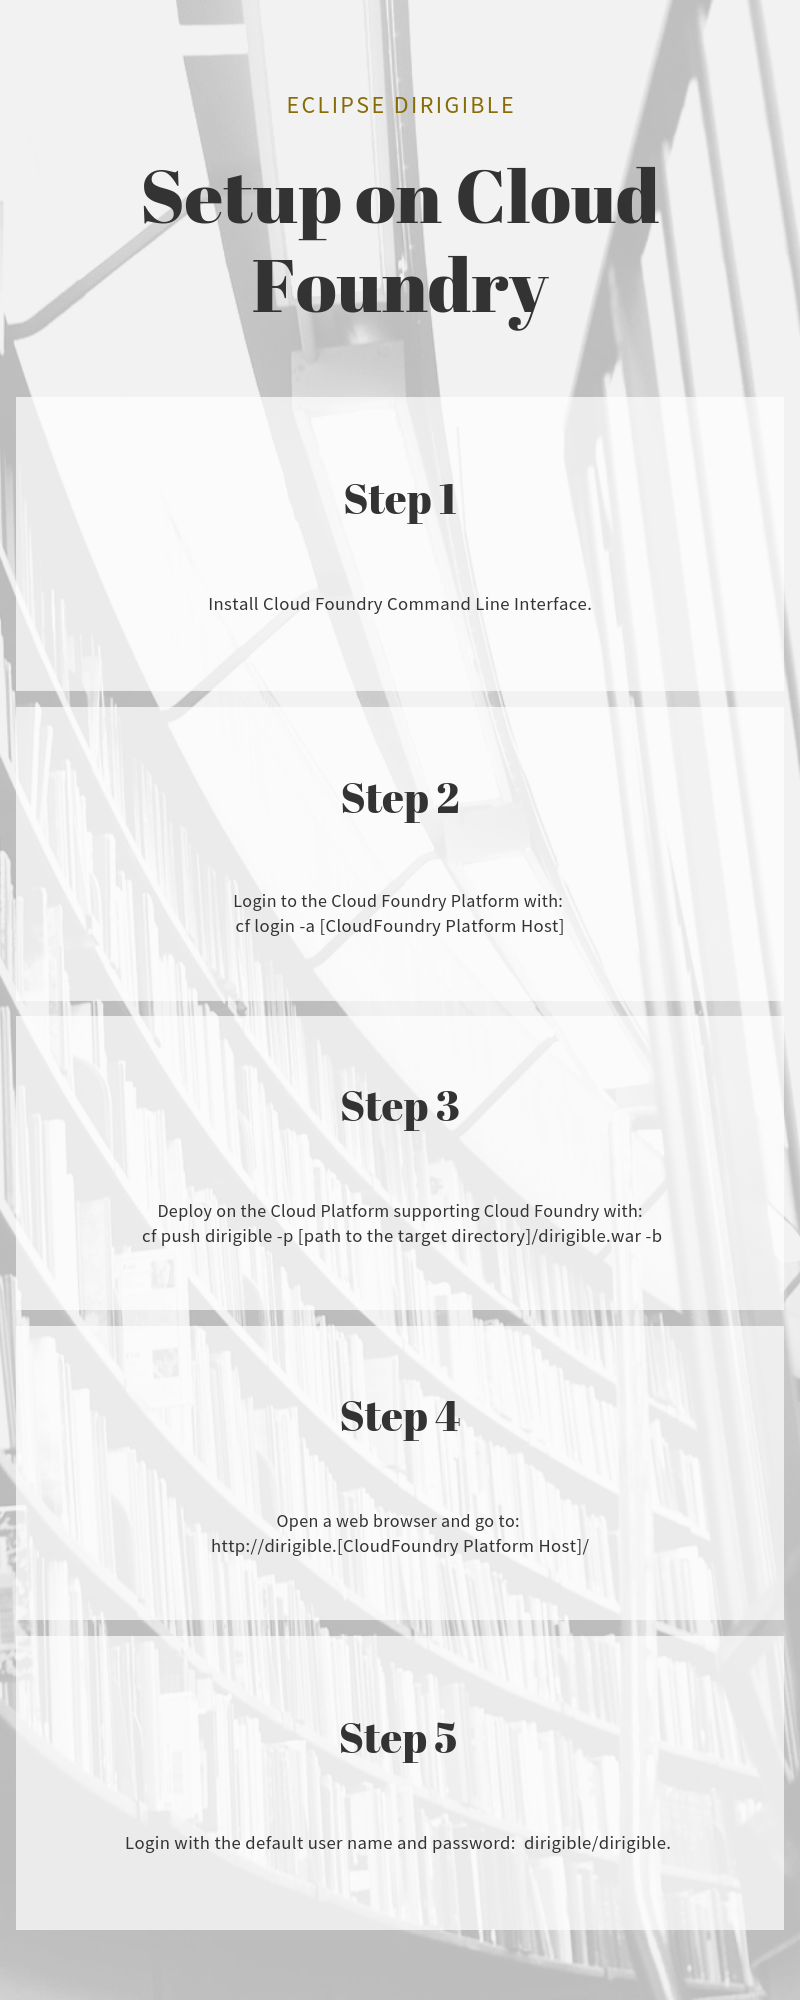 ECLIPSE DIRIGIBLE
Setup on Cloud
Foundry
Step 1
Install Cloud Foundry Command Line Interface.
Step 2
Login to the Cloud Foundry Platform with:
cf login -a [CloudFoundry Platform Host]
Step 3
Deploy on the Cloud Platform supporting Cloud Foundry with:
cf push dirigible -p [path to the target directory]/dirigible.war -b
Step 4
Open a web browser and go to:
http://dirigible.[CloudFoundry Platform Host]/
Step 5
Login with the default user name and password:  dirigible/dirigible.